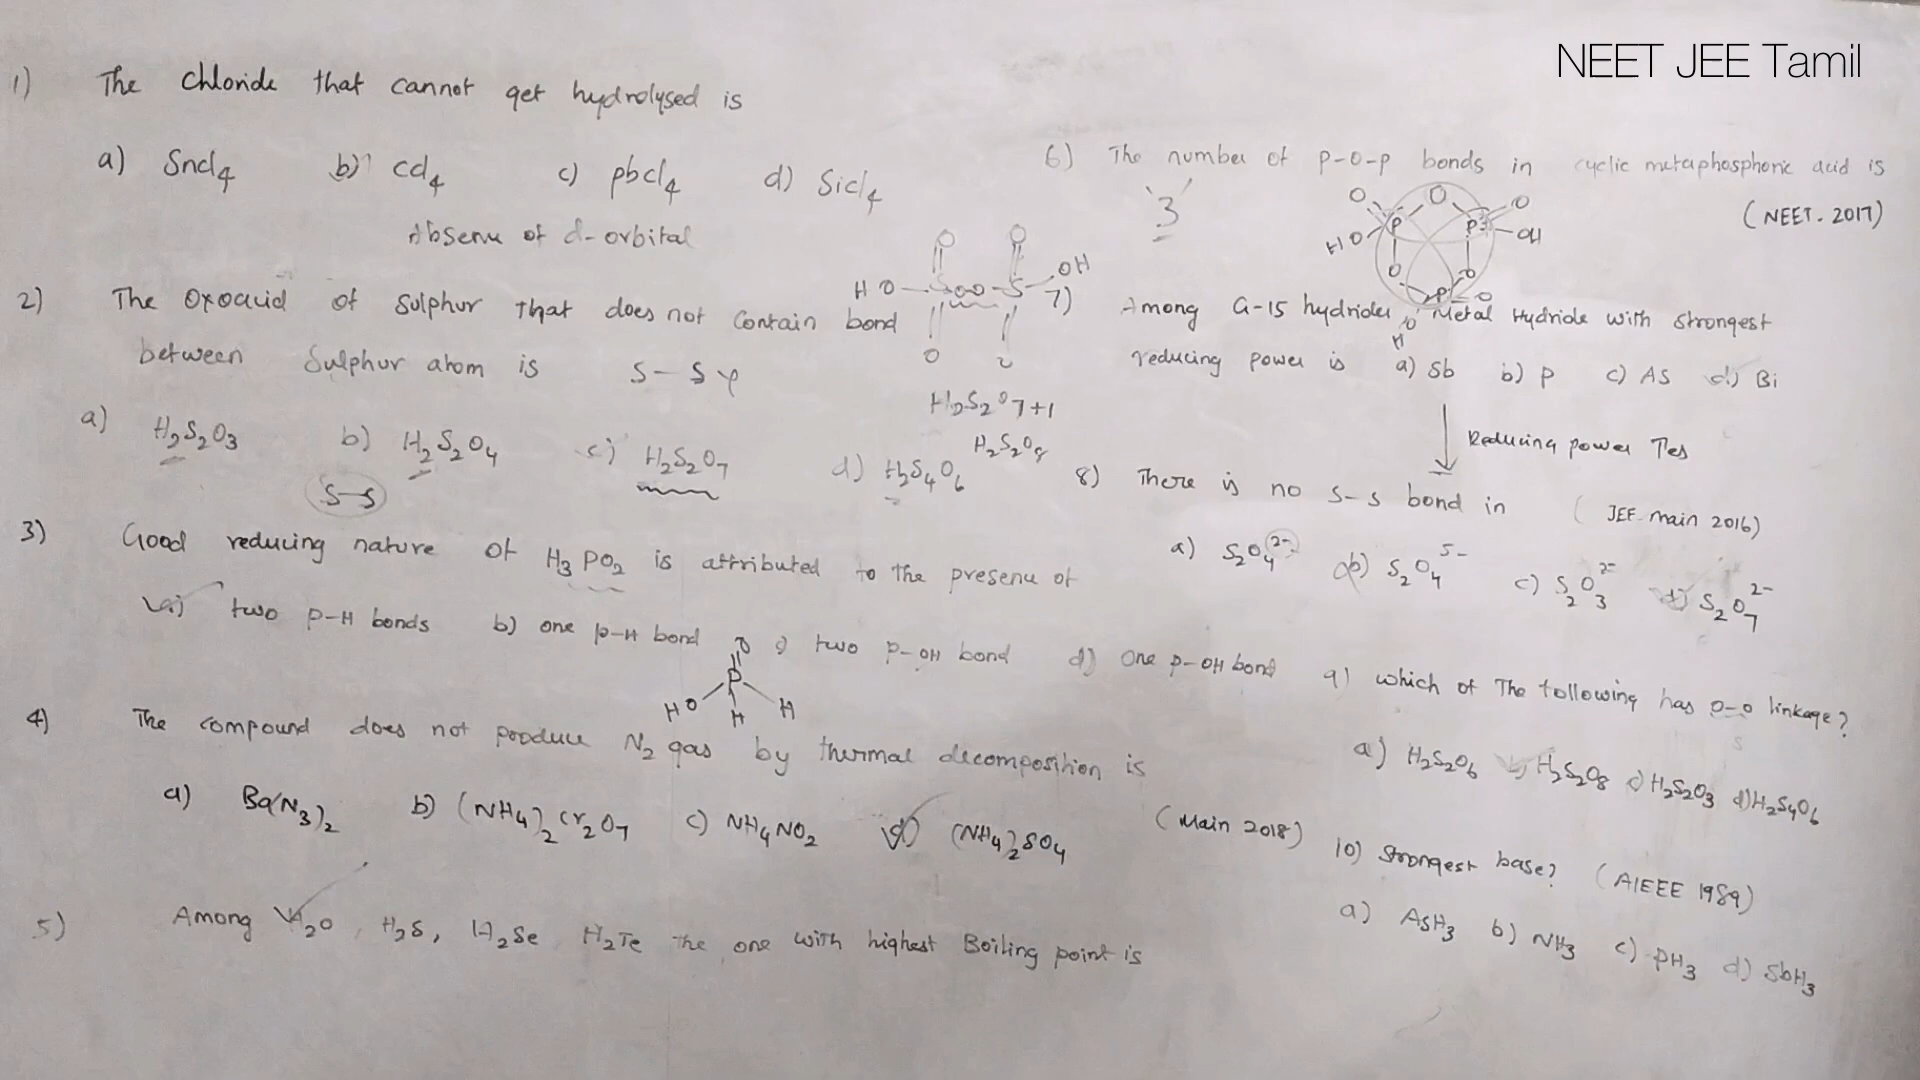 NEET JEE Tamil
1) The chloride that cannot get hydrolysed is
a) Sncl4 b) ccl4 c) pbcl4 d) Sicl4
Absence of d-orbital
2) The Oxoacid of Sulphur that does not contain bond
between Sulphur atom is S-S
a) H2S2O3 b) H2S2O4 c) H2S2O7 d) H2S4O6
S-S
HO-S-O-O-S-OH
O O
O
H2S2O7+1
H2S2O8
3) Good reducing nature of H3PO2 is attributed to the presence of
a) two P-H bonds b) one p-H bond c) two P-OH bond d) One p-OH bond
O
P
HO H H
4) The compound does not produce N2 gas by thermal decomposition is
a) Ba(N3)2 b) (NH4)2Cr2O7 c) NH4NO2 d) (NH4)2SO4 (Main 2018)
5) Among H2O, H2S, H2Se H2Te the one with highest Boiling point is
6) The number of P-O-P bonds in cyclic metaphosphoric acid is
3 (NEET. 2017)
O O O
HO P P OH
O O
P O
O
H
7) Among G-15 hydrides, Metal Hydride with strongest
reducing power is a) Sb b) P c) AS d) Bi
Reducing power ↑es
8) There is no S-S bond in (JEE main 2016)
a) S2O4^2- b) S2O4^5- c) S2O3^2- d) S2O7^2-
9) which of The following has O-O linkage?
S
a) H2S2O6 b) H2S2O8 c) H2S2O3 d) H2S4O6
10) Strongest base? (AIEEE 1989)
a) AsH3 b) NH3 c) PH3 d) SbH3